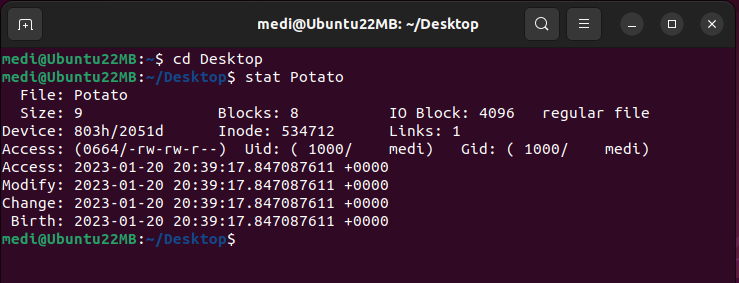 medi@Ubuntu22MB: ~/Desktop
medi@Ubuntu22MB:~$ cd Desktop
medi@Ubuntu22MB:~/Desktop$ stat Potato
  File: Potato
  Size: 9               Blocks: 8          IO Block: 4096   regular file
Device: 803h/2051d      Inode: 534712      Links: 1
Access: (0664/-rw-rw-r--)  Uid: ( 1000/    medi)   Gid: ( 1000/    medi)
Access: 2023-01-20 20:39:17.847087611 +0000
Modify: 2023-01-20 20:39:17.847087611 +0000
Change: 2023-01-20 20:39:17.847087611 +0000
 Birth: 2023-01-20 20:39:17.847087611 +0000
medi@Ubuntu22MB:~/Desktop$